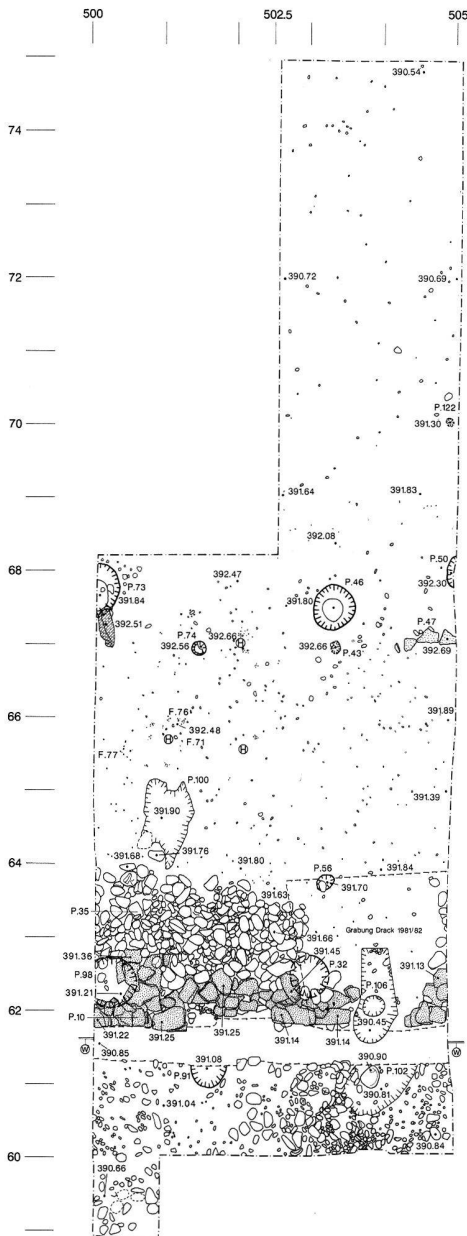 500 502.5 505
390.54
74
390.72 390.69
72
P.122
70
391.30
391.64 391.83
392.08
P.50
68
392.47
P.73 P.46
391.84 391.80 392.30
392.51
P.74 392.66 P.47
392.56 H 392.66
P.43 392.69
F.76
66
392.48 391.89
H F.71
F.77 H
P.100
391.90 391.39
391.76
391.68 391.80 391.84
64
P.56
391.63 391.70
P.35
Grabung Drack 1981/82
391.66
391.36 391.45
P.98 P.32 391.13
391.21 P.106
P.10
62
390.45
391.22 391.25 391.25 391.14 391.14
W 390.85 391.08 390.90 W
P.91 P.102
391.04 390.81
60
390.84
390.66